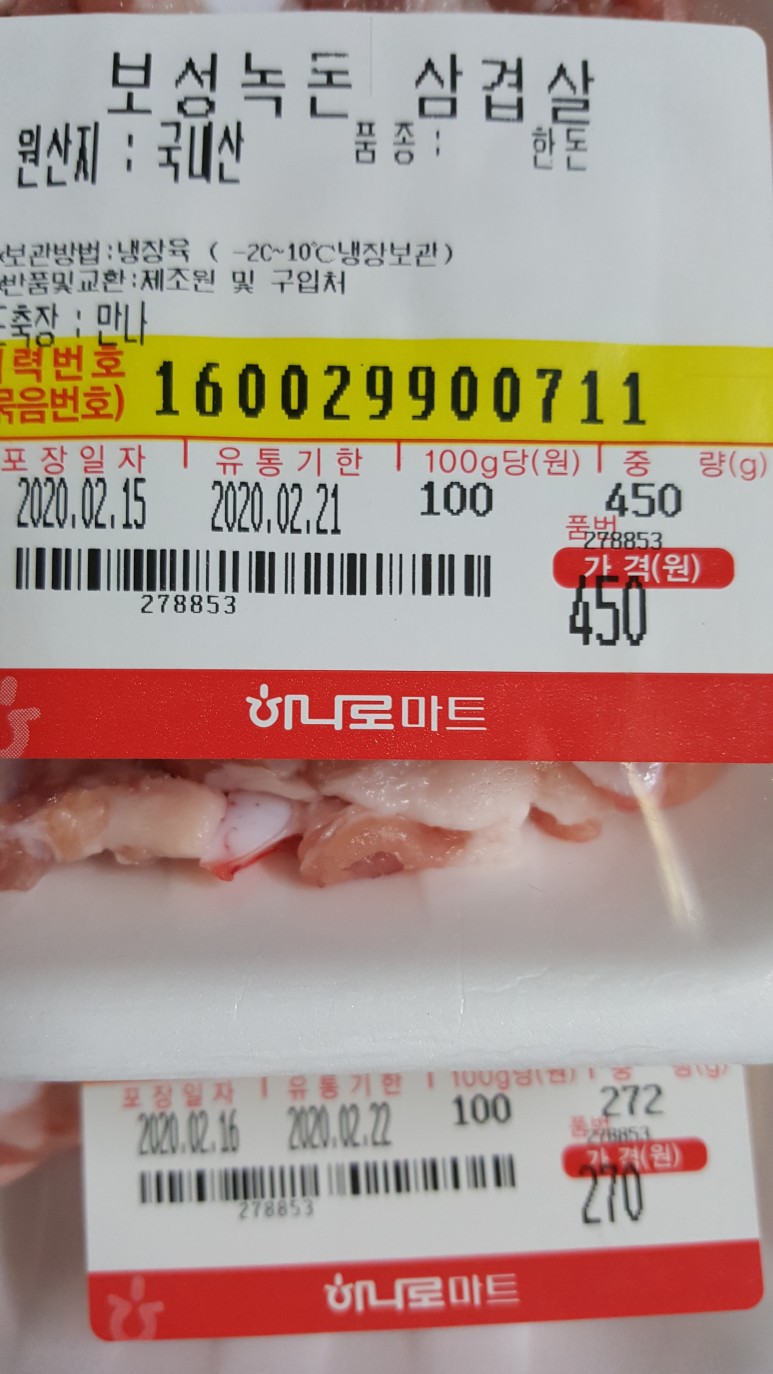 보성녹돈 삼겹살
원산지 : 국내산 품종 : 한돈
보관방법:냉장육 ( -2C~10℃냉장보관)
반품및교환:제조원 및 구입처
축장 : 만나
력번호
묶음번호) 160029900711
포장일자 유통기한 100g당(원) 중 량(g)
2020.02.15 2020.02.21 100 450
품번
278853
가 격(원)
278853
450
하나로마트
포장일자 유통기한 100g당(원) 중 량(g)
2020.02.16 2020.02.22 100 272
품번
278853
가 격(원)
278853
270
하나로마트